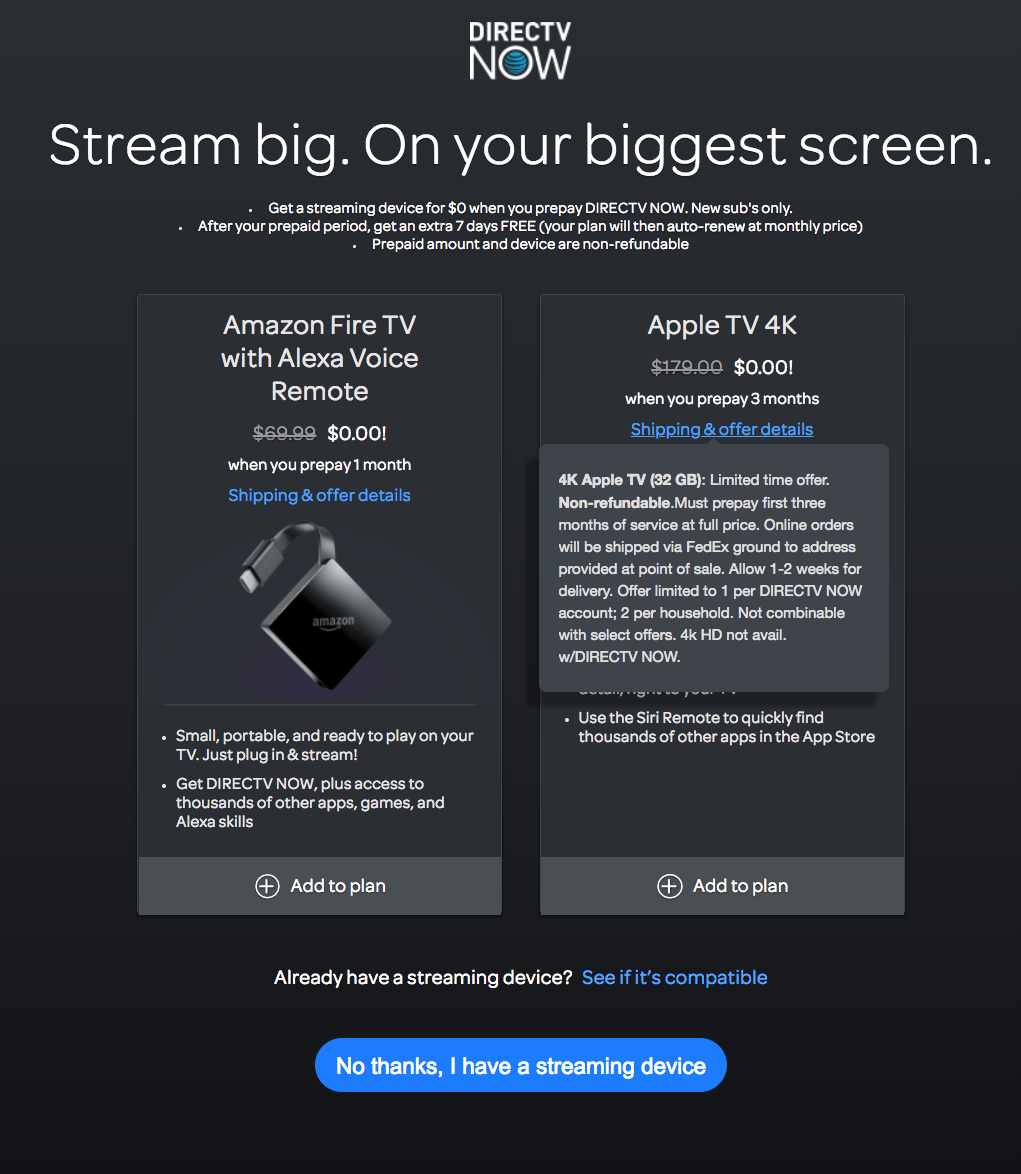 DIRECTV
NOW
Stream big. On your biggest screen.
• Get a streaming device for $0 when you prepay DIRECTV NOW. New sub's only.
• After your prepaid period, get an extra 7 days FREE (your plan will then auto-renew at monthly price)
• Prepaid amount and device are non-refundable
Amazon Fire TV
with Alexa Voice
Remote
$69.99 $0.00!
when you prepay 1 month
Shipping & offer details
amazon
• Small, portable, and ready to play on your
TV. Just plug in & stream!
• Get DIRECTV NOW, plus access to
thousands of other apps, games, and
Alexa skills
Add to plan
Apple TV 4K
$179.00 $0.00!
when you prepay 3 months
Shipping & offer details
4K Apple TV (32 GB): Limited time offer.
Non-refundable.Must prepay first three
months of service at full price. Online orders
will be shipped via FedEx ground to address
provided at point of sale. Allow 1-2 weeks for
delivery. Offer limited to 1 per DIRECTV NOW
account; 2 per household. Not combinable
with select offers. 4k HD not avail.
w/DIRECTV NOW.
detail, right to your TV
• Use the Siri Remote to quickly find
thousands of other apps in the App Store
Add to plan
Already have a streaming device? See if it's compatible
No thanks, I have a streaming device